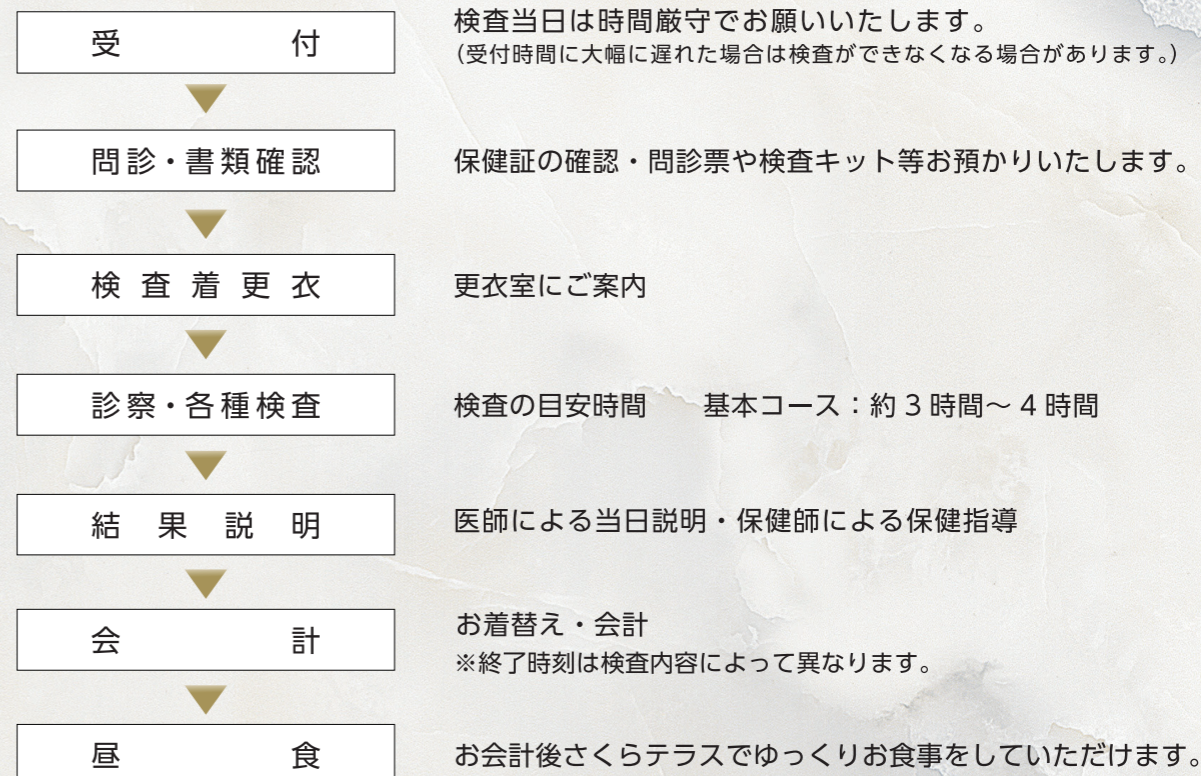 受付
検査当日は時間厳守でお願いいたします。
(受付時間に大幅に遅れた場合は検査ができなくなる場合があります。)
問診・書類確認
保健証の確認・問診票や検査キット等お預かりいたします。
検査着更衣
更衣室にご案内
診察・各種検査
検査の目安時間　基本コース：約3時間〜4時間
結果説明
医師による当日説明・保健師による保健指導
会計
お着替え・会計
※終了時刻は検査内容によって異なります。
昼食
お会計後さくらテラスでゆっくりお食事をしていただけます。